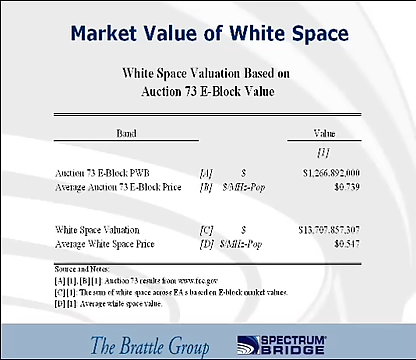 Market Value of White Space
White Space Valuation Based on
Auction 73 E-Block Value
Band Value
[1]
Auction 73 E-Block PWB [A] $ $1,266,892,000
Average Auction 73 E-Block Price [B] $/MHz-Pop $0.739
White Space Valuation [C] $ $13,797,857,307
Average White Space Price [D] $/MHz-Pop $0.547
Source and Notes:
[A][1], [B][1]: Auction 73 results from www.fcc.gov
[C][1]: The sum of white space across EA s based on E-block market values.
[D][1]: Average white space value.
The Brattle Group
SPECTRUM
BRIDGE